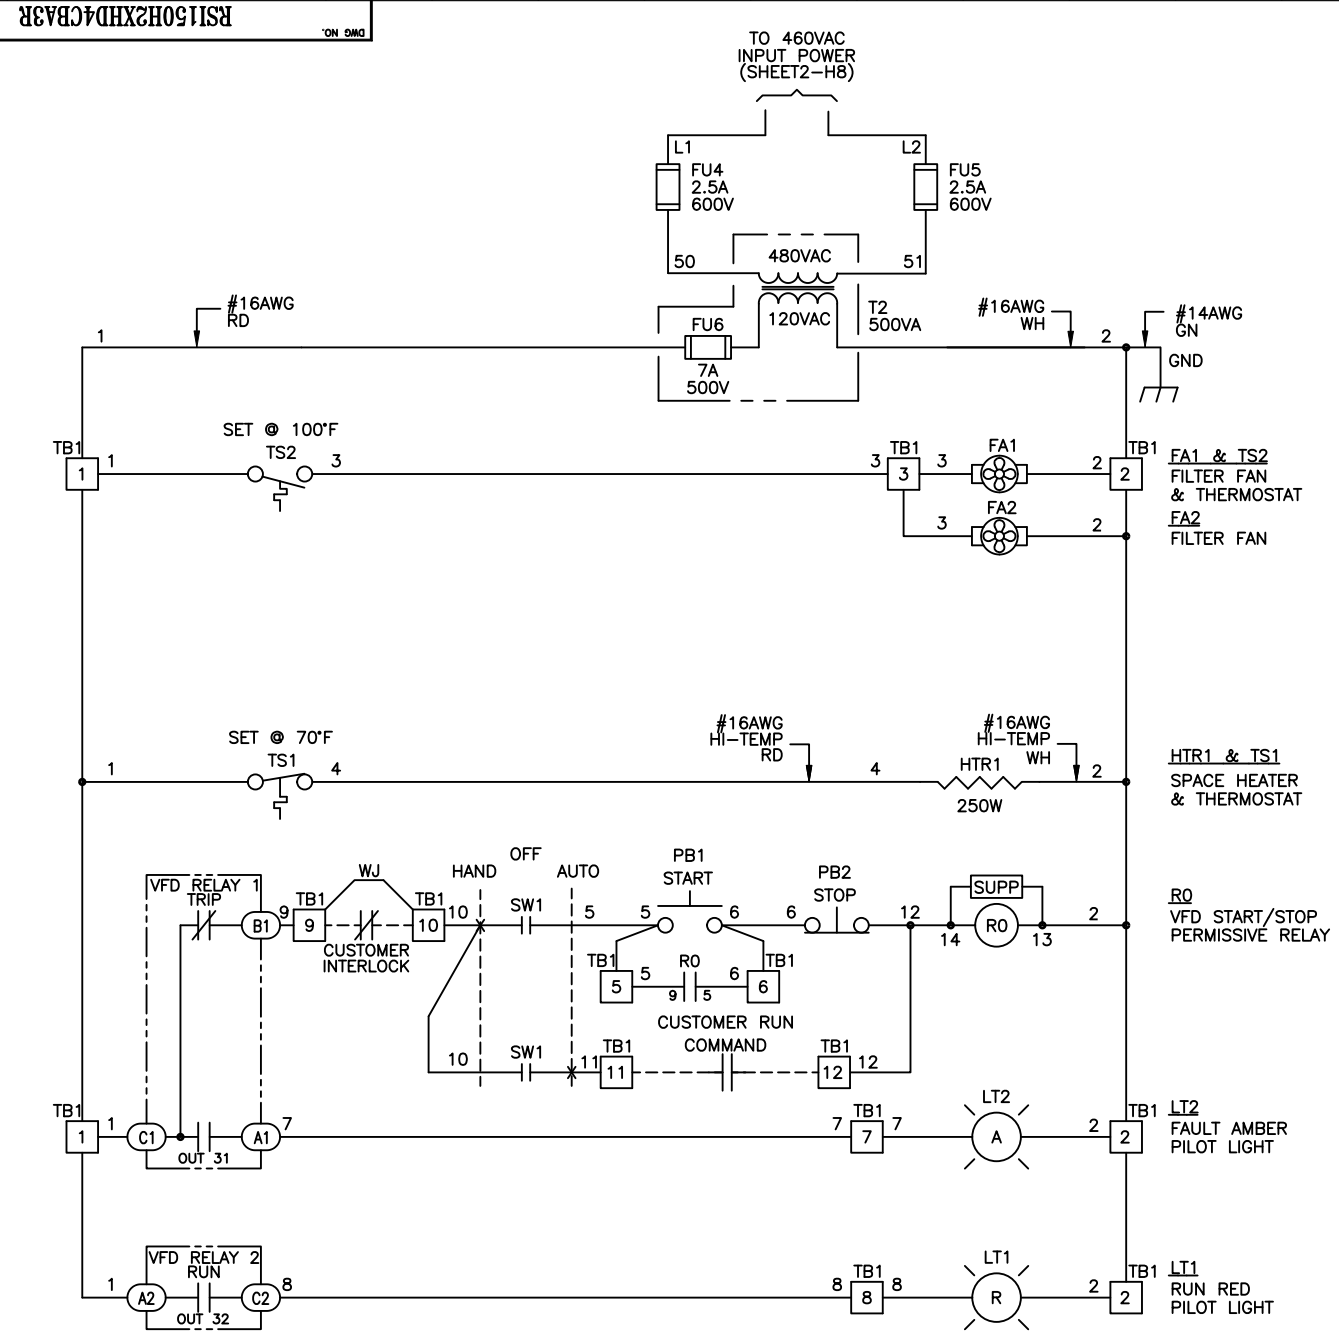 RSI150H2XHD4CBA3R
DWG NO.
TO 460VAC
INPUT POWER
(SHEET2-H8)
L1
L2
FU4
2.5A
600V
FU5
2.5A
600V
50
480VAC
51
#16AWG
RD
1
FU6
7A
500V
120VAC
T2
500VA
#16AWG
WH
2
#14AWG
GN
GND
SET @ 100°F
TS2
TB1
1
1
3
3
TB1
3
3
FA1
2
TB1
2
FA1 & TS2
FILTER FAN
& THERMOSTAT
3
FA2
2
FA2
FILTER FAN
SET @ 70°F
TS1
1
4
#16AWG
HI-TEMP
RD
4
HTR1
250W
#16AWG
HI-TEMP
WH
2
HTR1 & TS1
SPACE HEATER
& THERMOSTAT
VFD RELAY 1
TRIP
B1
9
TB1
9
WJ
TB1
10
10
CUSTOMER
INTERLOCK
HAND
OFF
AUTO
SW1
5
5
PB1
START
6
6
PB2
STOP
12
SUPP
14
R0
13
2
R0
VFD START/STOP
PERMISSIVE RELAY
TB1
5
5
R0
9
5
6
TB1
6
CUSTOMER RUN
COMMAND
10
SW1
11
TB1
11
TB1
12
12
TB1
1
1
C1
OUT 31
A1
7
7
TB1
7
7
LT2
A
2
TB1
2
LT2
FAULT AMBER
PILOT LIGHT
VFD RELAY 2
RUN
1
A2
OUT 32
C2
8
8
TB1
8
8
LT1
R
2
TB1
2
LT1
RUN RED
PILOT LIGHT